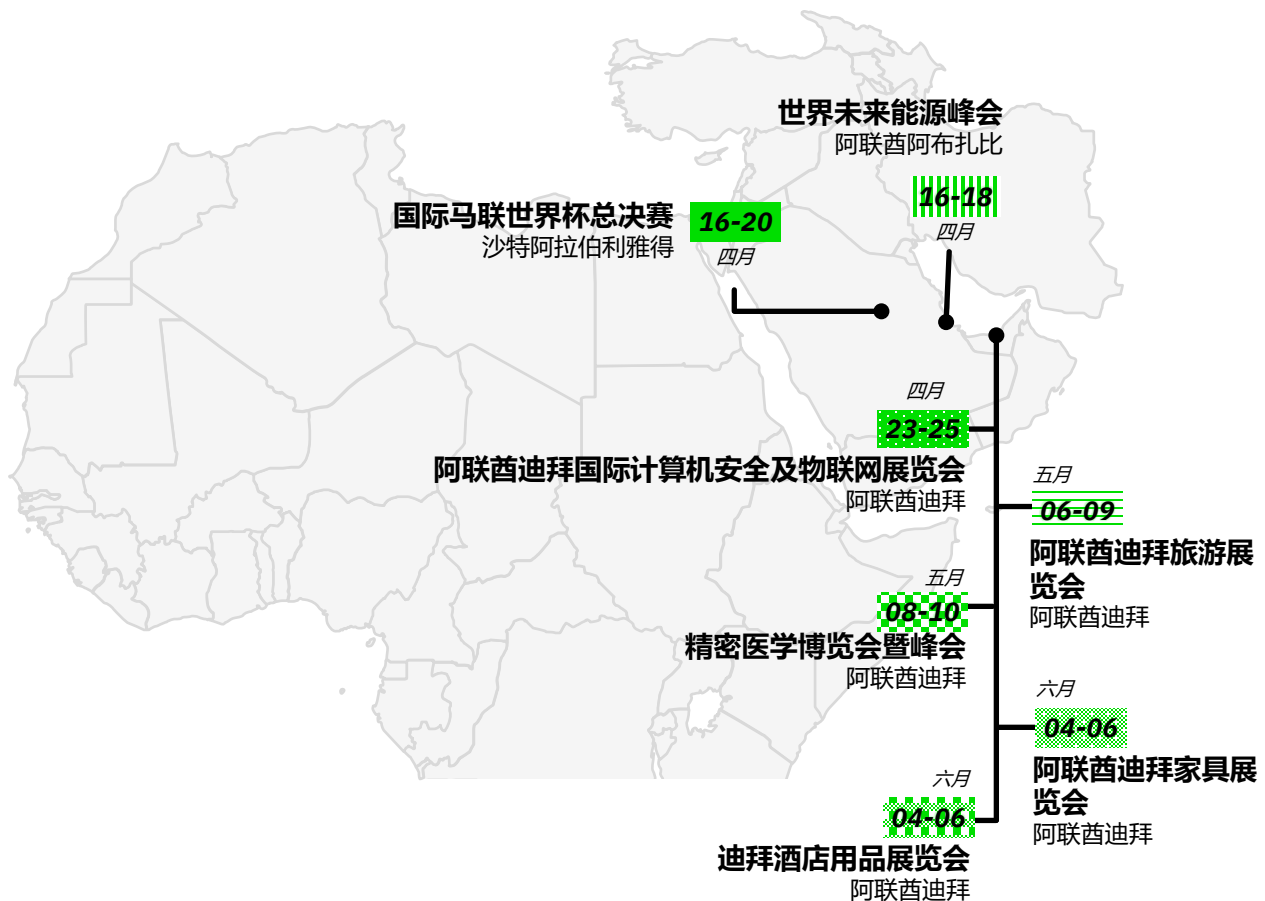 世界未来能源峰会
阿联酋阿布扎比
16-18
四月
国际马联世界杯总决赛
沙特阿拉伯利雅得
16-20
四月
四月
23-25
阿联酋迪拜国际计算机安全及物联网展览会
阿联酋迪拜
五月
06-09
阿联酋迪拜旅游展
览会
阿联酋迪拜
五月
08-10
精密医学博览会暨峰会
阿联酋迪拜
六月
04-06
阿联酋迪拜家具展
览会
阿联酋迪拜
六月
04-06
迪拜酒店用品展览会
阿联酋迪拜